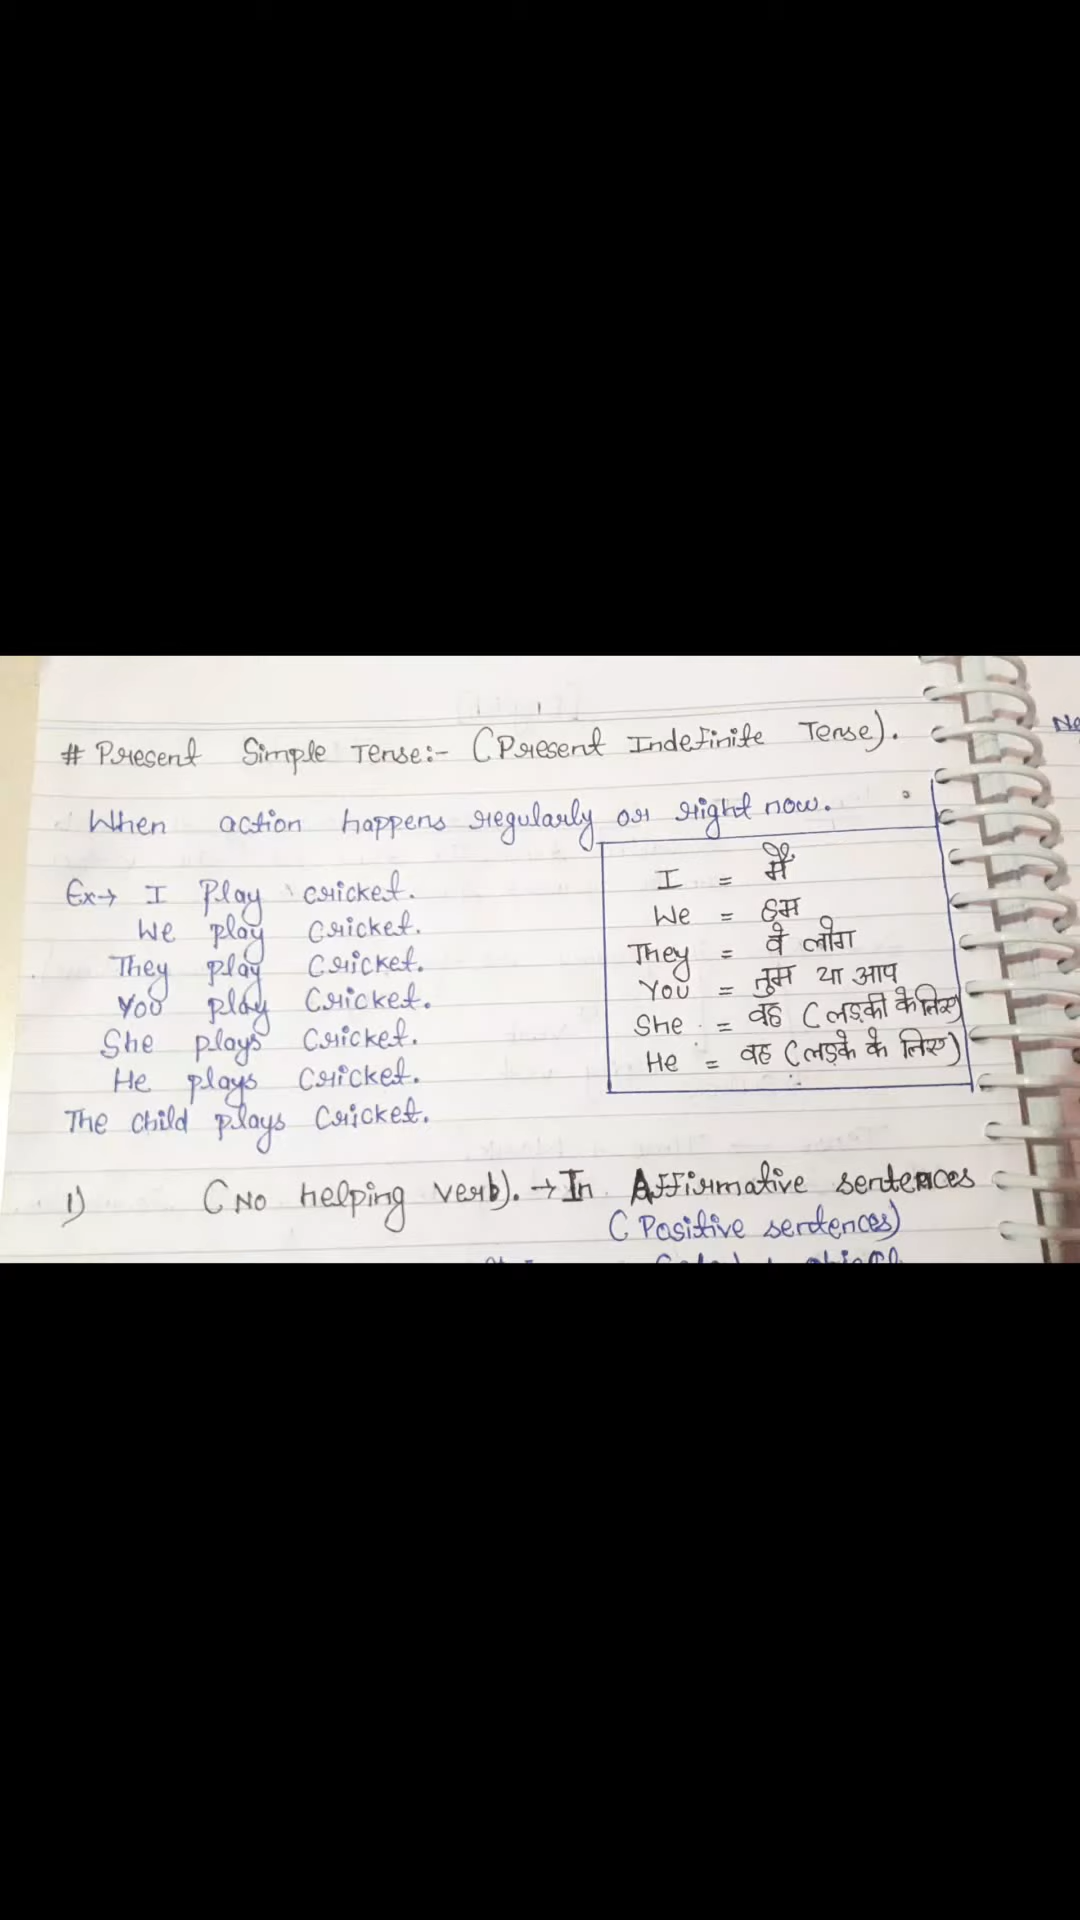 # Present Simple Tense:- (Present Indefinite Tense).
When action happens regularly or right now.
Ex→ I Play cricket.
We play cricket.
They play cricket.
You play cricket.
She plays cricket.
He plays cricket.
The child plays cricket.
I = मैं
We = हम
They = वे लोग
You = तुम या आप
She = वह (लड़की के लिए)
He = वह (लड़के के लिए)
1) (No helping verb). → In Affirmative sentences
(Positive sentences)